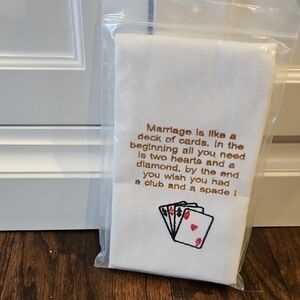 Marriage is like a
deck of cards. In the
beginning all you need
is two hearts and a
diamond, by the end
you wish you had
a club and a spade !